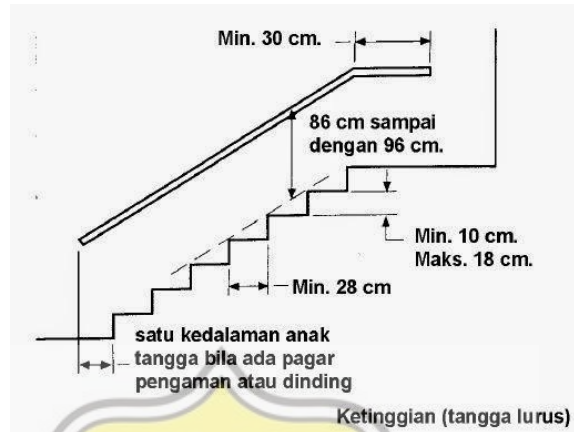 Min. 30 cm.
86 cm sampai
dengan 96 cm.
Min. 10 cm.
Maks. 18 cm.
Min. 28 cm
satu kedalaman anak
tangga bila ada pagar
pengaman atau dinding
Ketinggian (tangga lurus)